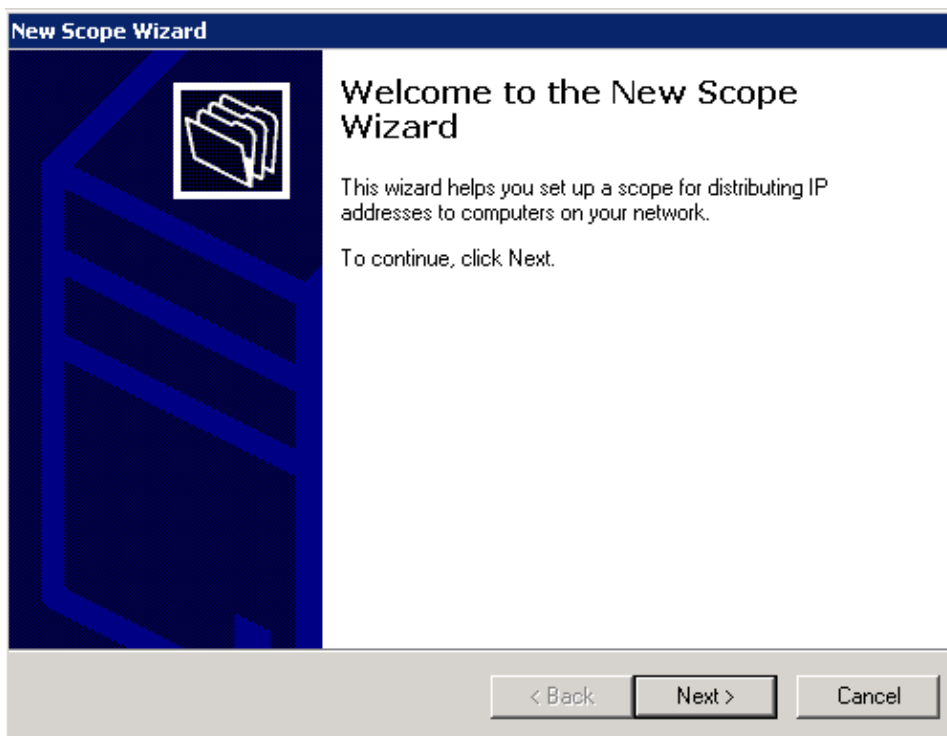 New Scope Wizard
Welcome to the New Scope
Wizard
This wizard helps you set up a scope for distributing IP
addresses to computers on your network.
To continue, click Next.
< Back
Next >
Cancel